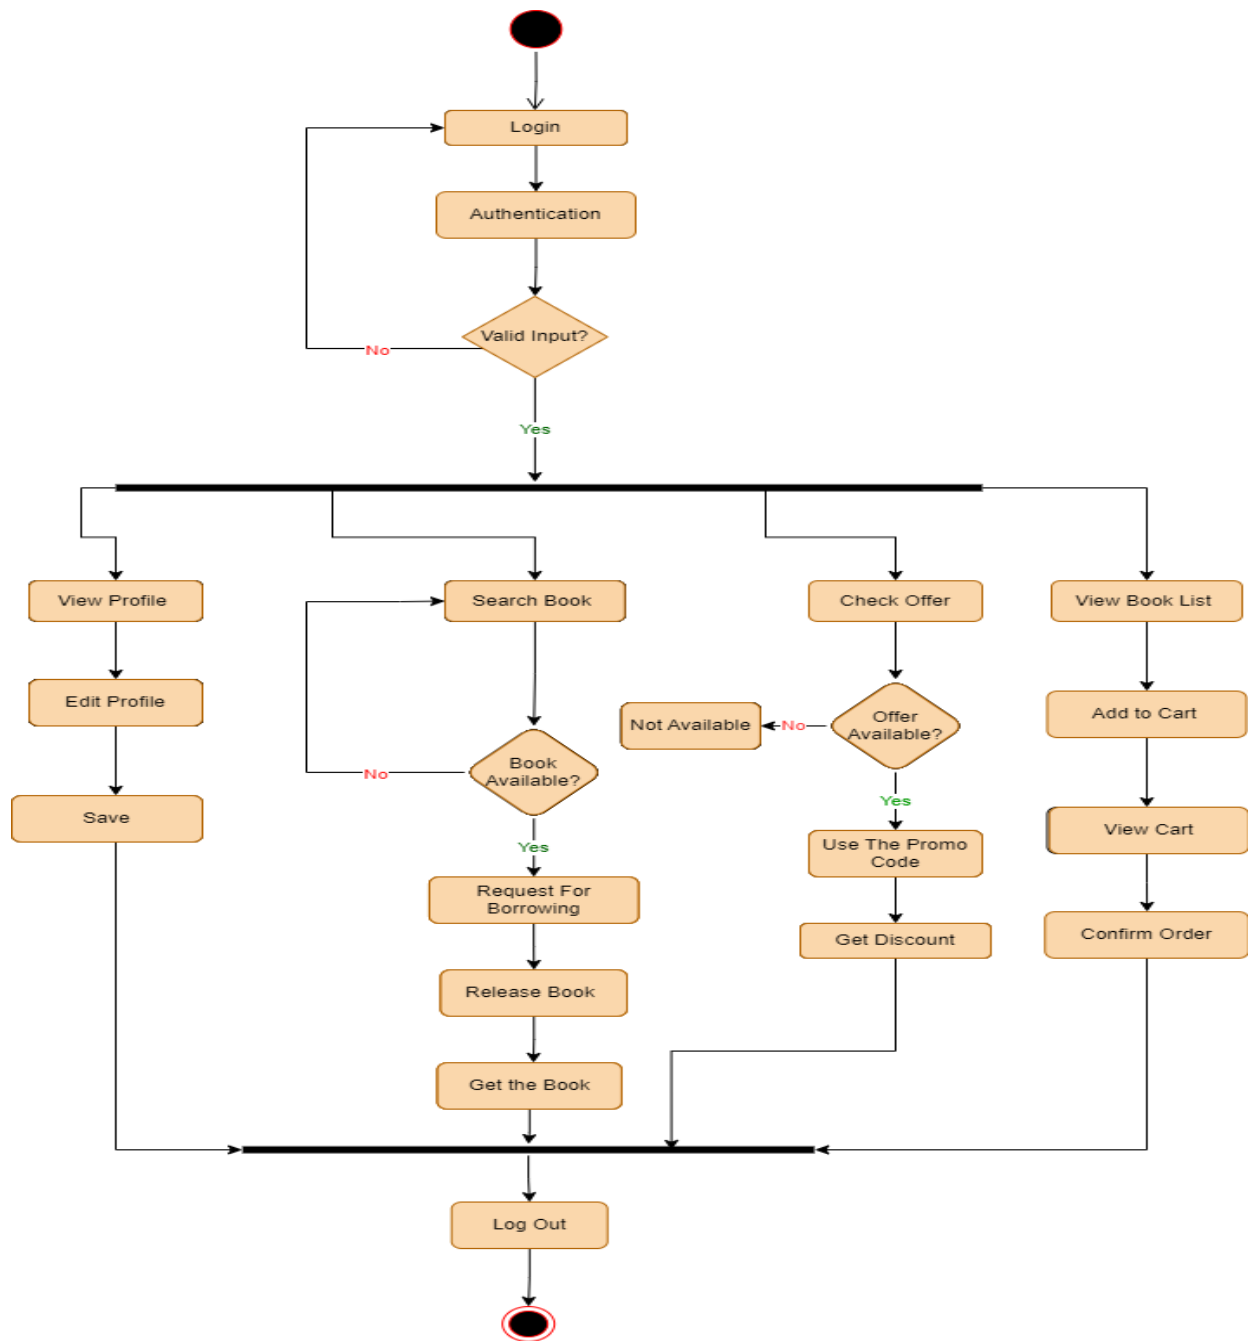 Login
Authentication
Valid Input?
No
Yes
View Profile
Search Book
Check Offer
View Book List
Edit Profile
Not Available
No
Offer
Available?
Add to Cart
Book
Available?
No
Yes
Save
Use The Promo
Code
View Cart
Yes
Request For
Borrowing
Get Discount
Confirm Order
Release Book
Get the Book
Log Out